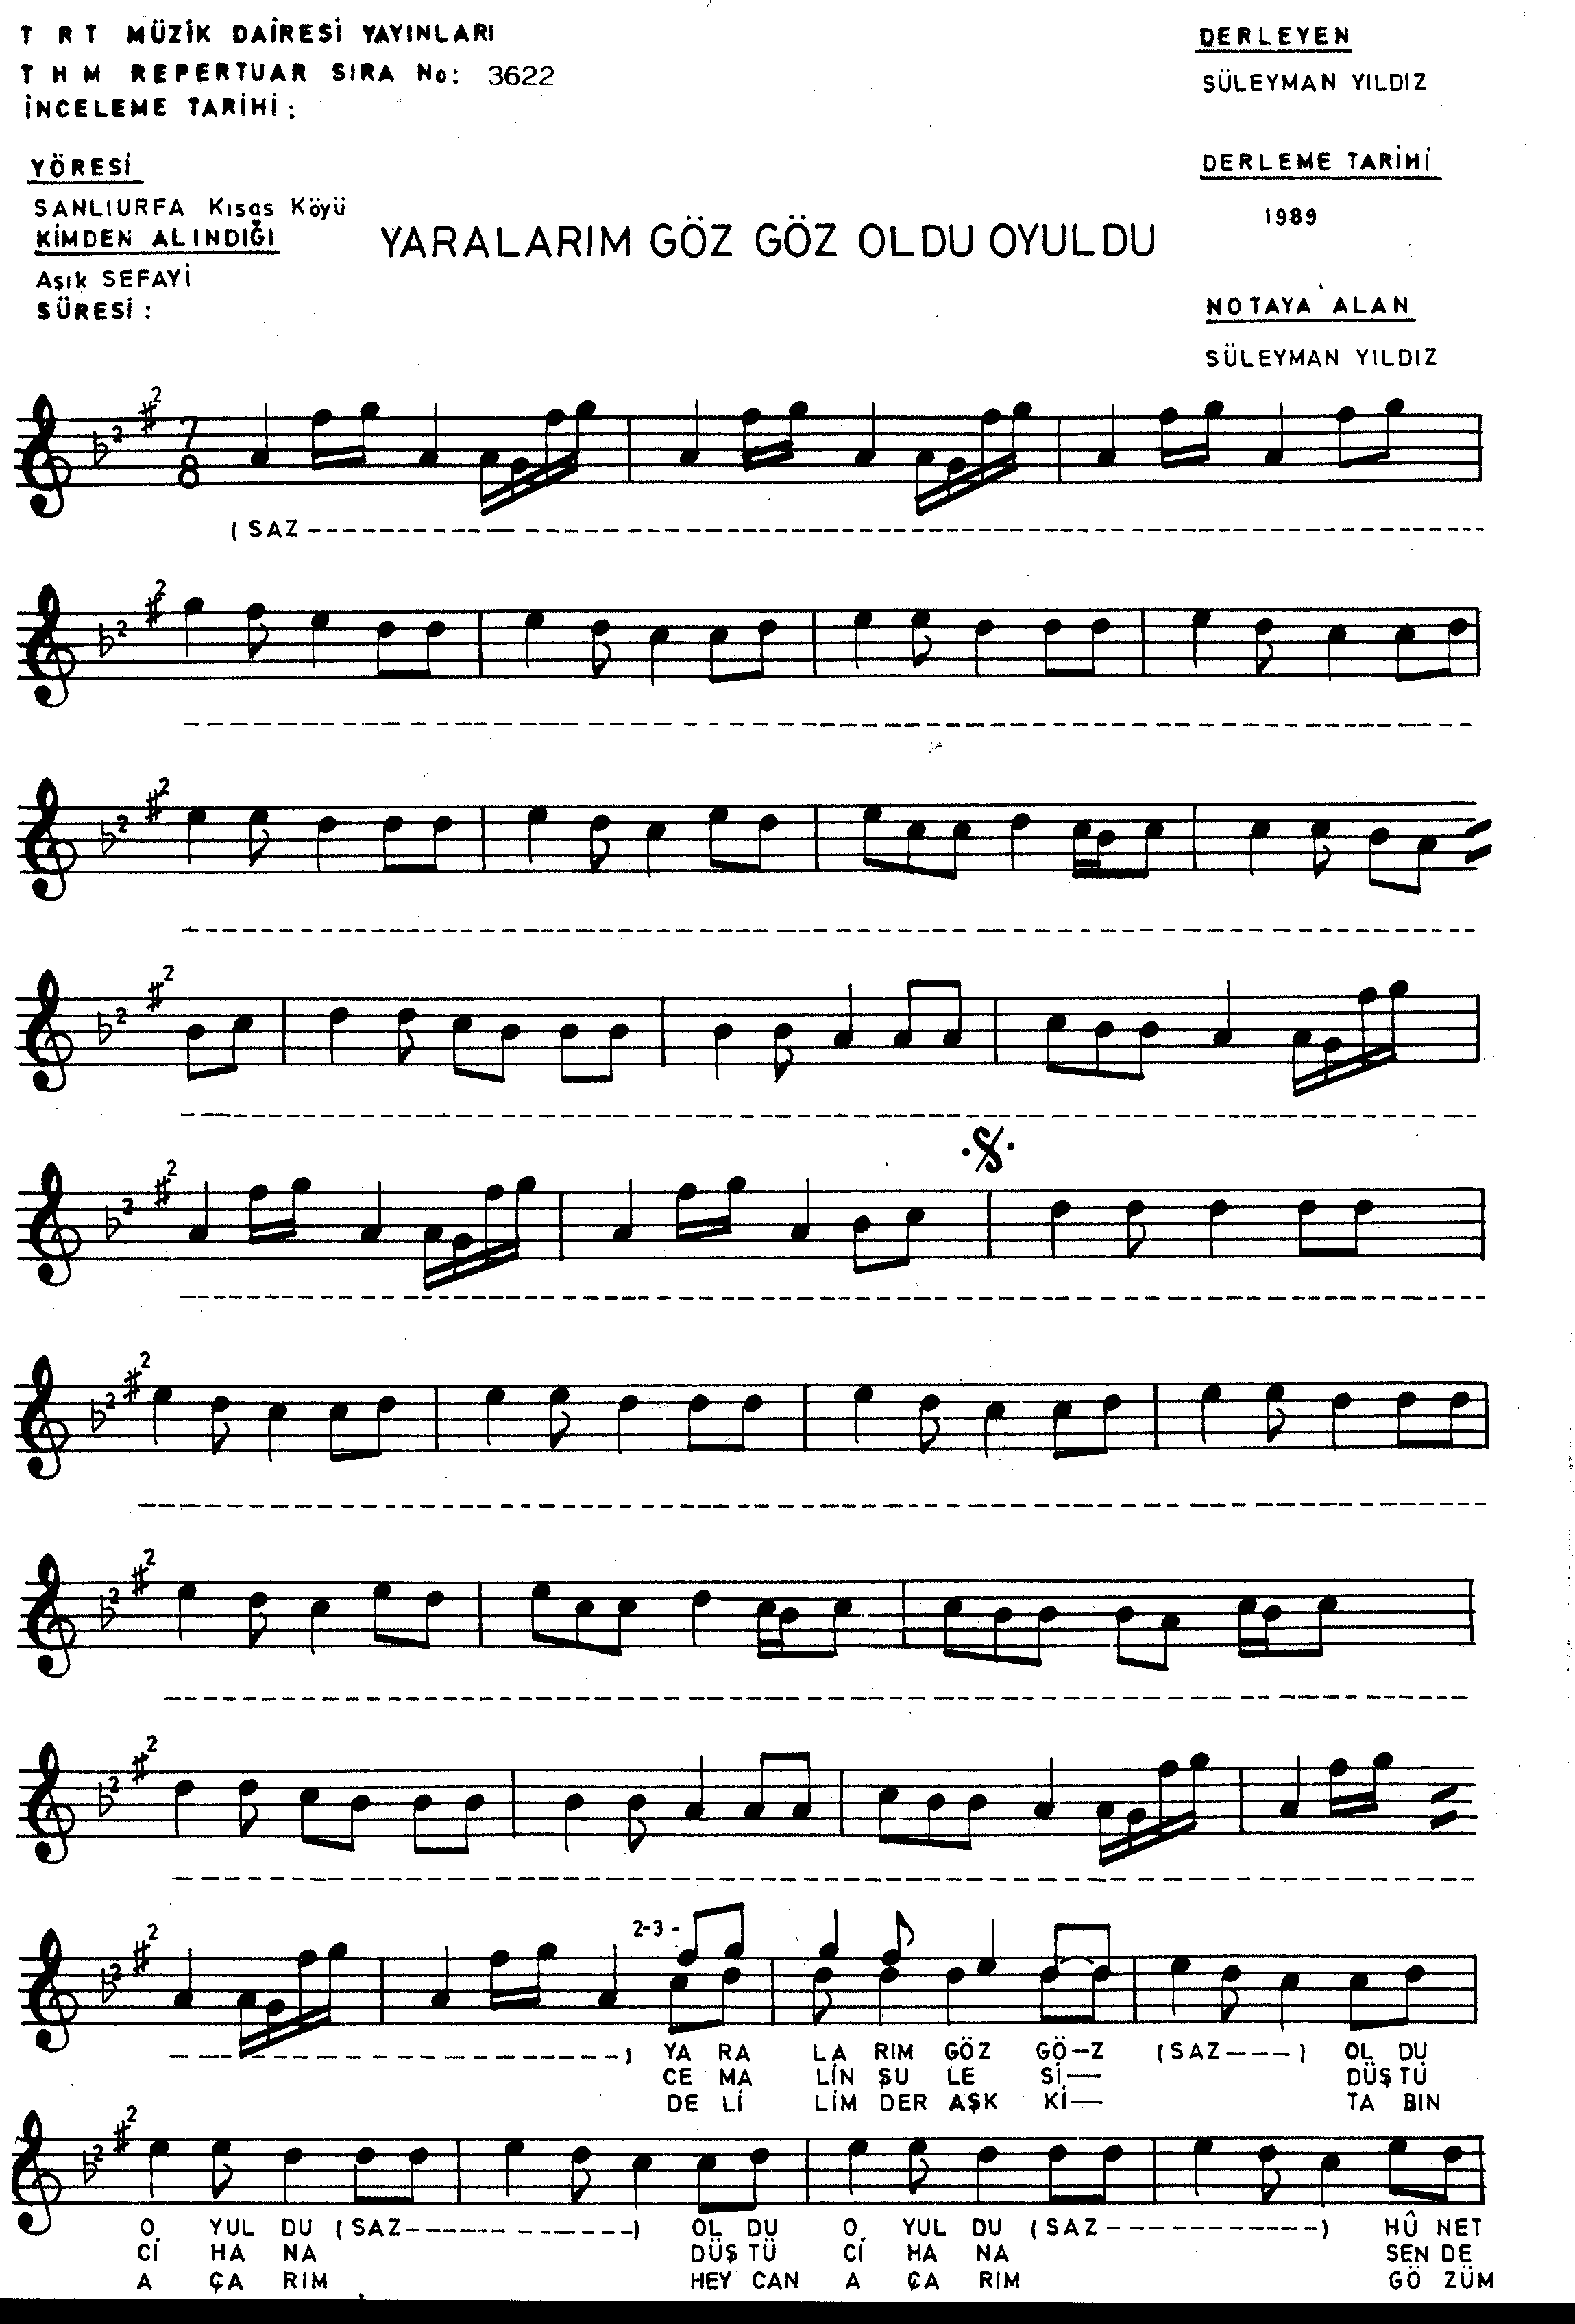 T R T MÜZİK DAİRESİ YAYINLARI
T H M REPERTUAR SIRA No: 3622
İNCELEME TARİHİ :
DERLEYEN
SÜLEYMAN YILDIZ
YÖRESİ
SANLIURFA Kısas Köyü
KİMDEN ALINDIĞI
Aşık SEFAYİ
SÜRESİ :
DERLEME TARİHİ
1989
YARALARIM GÖZ GÖZ OLDU OYULDU
NOTAYA ALAN
SÜLEYMAN YILDIZ
7
8
( SAZ
2-3-
) YA RA LA RIM GÖZ GÖ-Z ( SAZ----) OL DU
CE MA LİN ŞU LE Sİ— DÜŞ TÜ
DE Lİ LİM DER AŞK Kİ— TA BIN
O YUL DU ( SAZ-------------) OL DU O YUL DU ( SAZ------------) HÛ NET
Cİ HA NA DÜŞ TÜ Cİ HA NA SEN DE
A ÇA RIM HEY CAN A ÇA RIM GÖ ZÜM